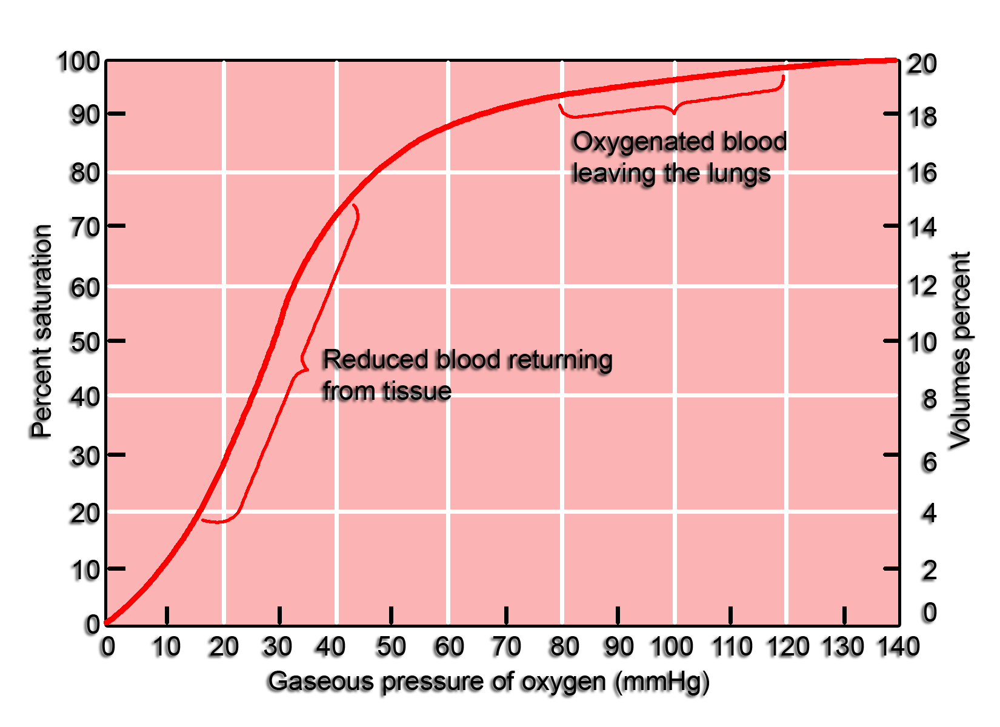 100
90
80
70
60
50
40
30
20
10
0
Percent saturation
Oxygenated blood
leaving the lungs
Reduced blood returning
from tissue
20
18
16
14
12
10
8
6
4
2
0
Volumes percent
0 10 20 30 40 50 60 70 80 90 100 110 120 130 140
Gaseous pressure of oxygen (mmHg)